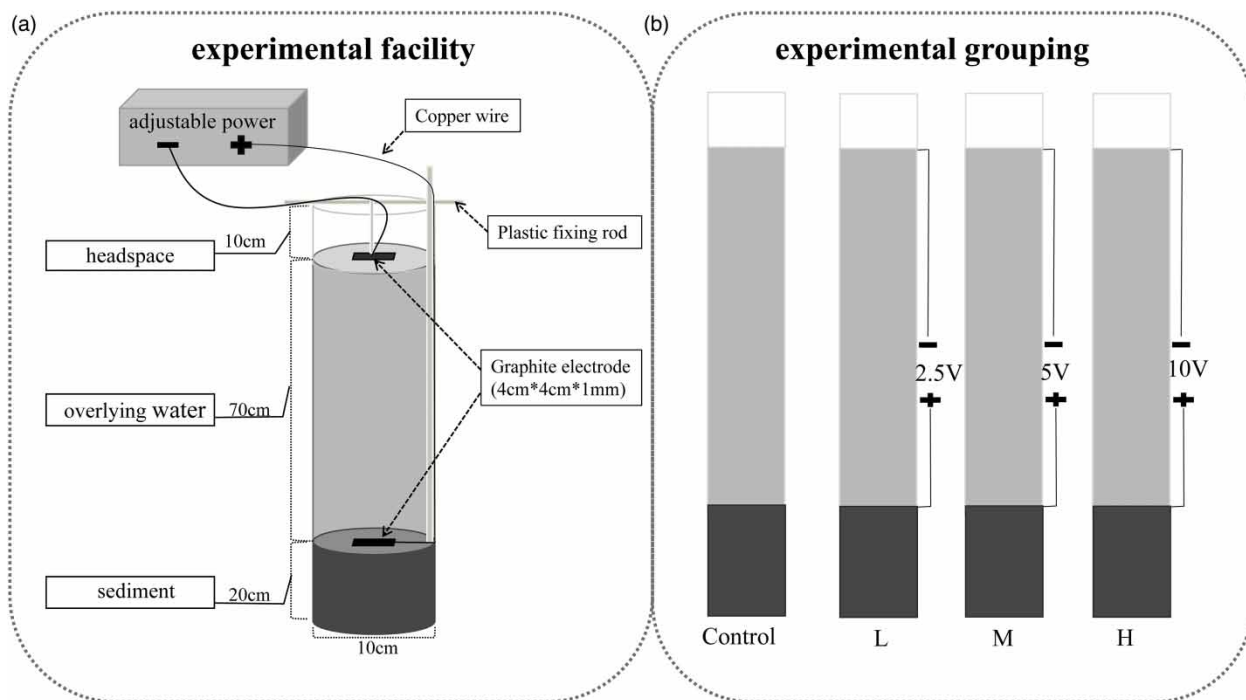 (a)
experimental facility
adjustable power
Copper wire
Plastic fixing rod
10cm
headspace
Graphite electrode
(4cm*4cm*1mm)
overlying water
70cm
sediment
20cm
10cm
(b)
experimental grouping
2.5V
5V
10V
Control
L
M
H